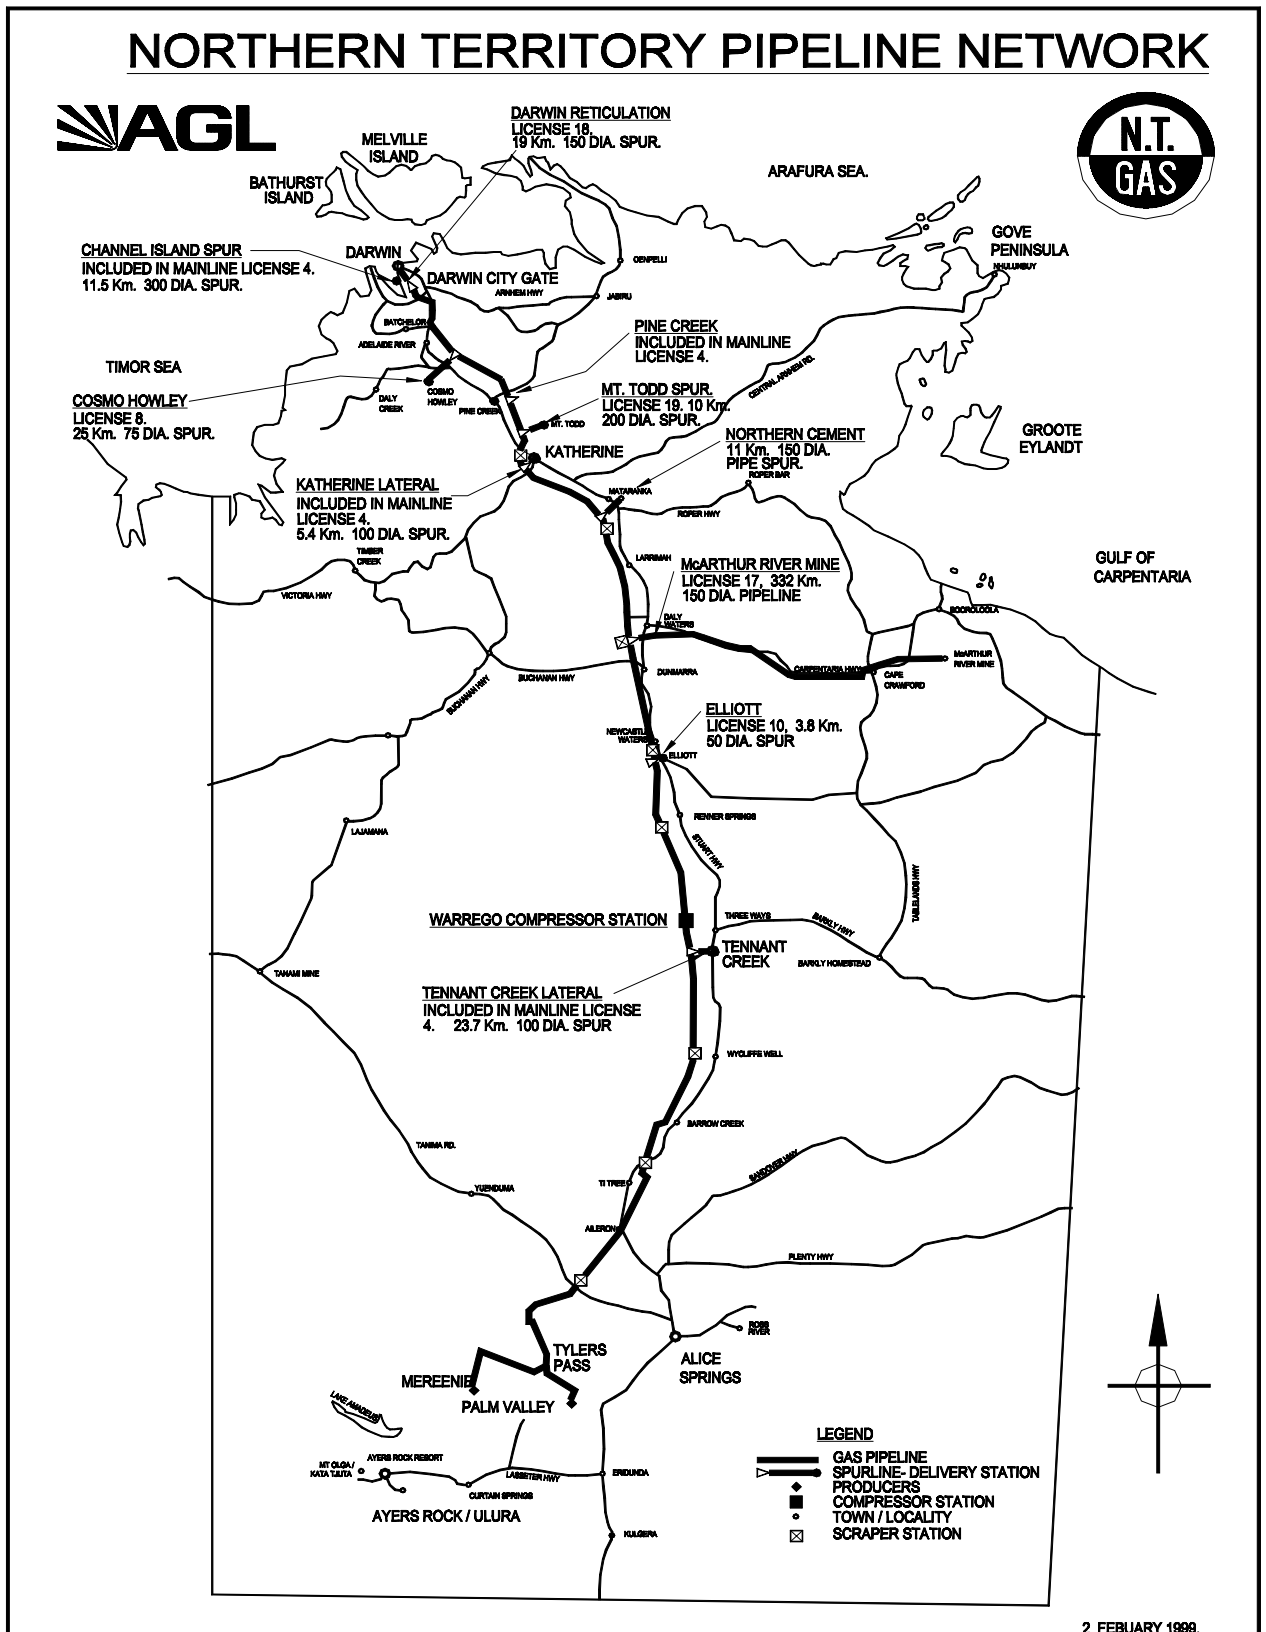 NORTHERN TERRITORY PIPELINE NETWORK
AGL
N.T.
GAS
DARWIN RETICULATION
LICENSE 18.
19 Km. 150 DIA. SPUR.
MELVILLE
ISLAND
BATHURST
ISLAND
ARAFURA SEA.
GOVE
PENINSULA
NHULUNBUY
CHANNEL ISLAND SPUR
INCLUDED IN MAINLINE LICENSE 4.
11.5 Km. 300 DIA. SPUR.
DARWIN
DARWIN CITY GATE
OENPELLI
ARNHEM HWY
JABIRU
BATCHELOR
ADELAIDE RIVER
PINE CREEK
INCLUDED IN MAINLINE
LICENSE 4.
TIMOR SEA
CENTRAL ARNHEM RD.
COSMO HOWLEY
LICENSE 8.
25 Km. 75 DIA. SPUR.
DALY
CREEK
COSMO
HOWLEY
PINE CREEK
MT. TODD SPUR.
LICENSE 19. 10 Km.
200 DIA. SPUR.
MT. TODD
NORTHERN CEMENT
11 Km. 150 DIA.
PIPE SPUR.
GROOTE
EYLANDT
KATHERINE
ROPER BAR
KATHERINE LATERAL
INCLUDED IN MAINLINE
LICENSE 4.
5.4 Km. 100 DIA. SPUR.
MATARANKA
ROPER HWY
TIMBER
CREEK
LARRIMAH
VICTORIA HWY
McARTHUR RIVER MINE
LICENSE 17, 332 Km.
150 DIA. PIPELINE
GULF OF
CARPENTARIA
BOOROLOOLA
DALY
WATERS
McARTHUR
RIVER MINE
BUCHANAN HWY
DUNMARRA
CARPENTARIA HWY
CAPE
CRAWFORD
BUCHANAN HWY
ELLIOTT
LICENSE 10, 3.8 Km.
50 DIA. SPUR
NEWCASTLE
WATERS
ELLIOTT
LAJAMANA
RENNER SPRINGS
STUART HWY
TABLELANDS HWY
WARREGO COMPRESSOR STATION
THREE WAYS
BARKLY HWY
TENNANT
CREEK
BARKLY HOMESTEAD
TANAMI MINE
TENNANT CREEK LATERAL
INCLUDED IN MAINLINE LICENSE
4. 23.7 Km. 100 DIA. SPUR
WYCLIFFE WELL
BARROW CREEK
TANIMA RD.
SANDOVER HWY
YUENDUMA
TI TREE
AILERON
PLENTY HWY
ROSS
RIVER
TYLERS
PASS
ALICE
SPRINGS
MEREENIE
PALM VALLEY
LAKE AMADEUS
LEGEND
GAS PIPELINE
SPURLINE- DELIVERY STATION
PRODUCERS
COMPRESSOR STATION
TOWN / LOCALITY
SCRAPER STATION
AYERS ROCK RESORT
MT OLGA /
KATA TJUTA
LASSETER HWY
ERIDUNDA
CURTAIN SPRINGS
AYERS ROCK / ULURA
KULGERA
2 FEBUARY 1999.